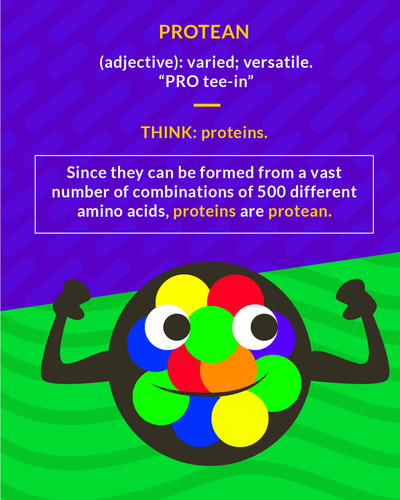 PROTEAN
(adjective): varied; versatile.
“PRO tee-in”
THINK: proteins.
Since they can be formed from a vast
number of combinations of 500 different
amino acids, proteins are protean.